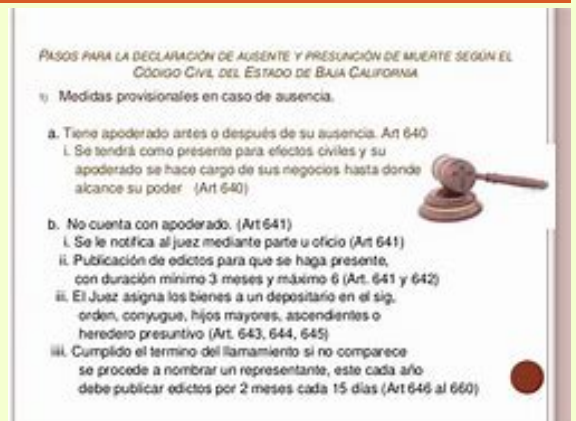 PASOS PARA LA DECLARACIÓN DE AUSENTE Y PRESUNCIÓN DE MUERTE SEGÚN EL
CÓDIGO CIVIL DEL ESTADO DE BAJA CALIFORNIA
1) Medidas provisionales en caso de ausencia.
a. Tiene apoderado antes o después de su ausencia. Art 640
i. Se tendrá como presente para efectos civiles y su
apoderado se hace cargo de sus negocios hasta donde
alcance su poder (Art 640)
b. No cuenta con apoderado. (Art 641)
i. Se le notifica al juez mediante parte u oficio (Art 641)
ii. Publicación de edictos para que se haga presente,
con duración mínimo 3 meses y máximo 6 (Art. 641 y 642)
iii. El Juez asigna los bienes a un depositario en el sig,
orden, conyugue, hijos mayores, ascendientes o
heredero presuntivo (Art. 643, 644, 645)
iiii. Cumplido el termino del llamamiento si no comparece
se procede a nombrar un representante, este cada año
debe publicar edictos por 2 meses cada 15 días (Art 646 al 660)